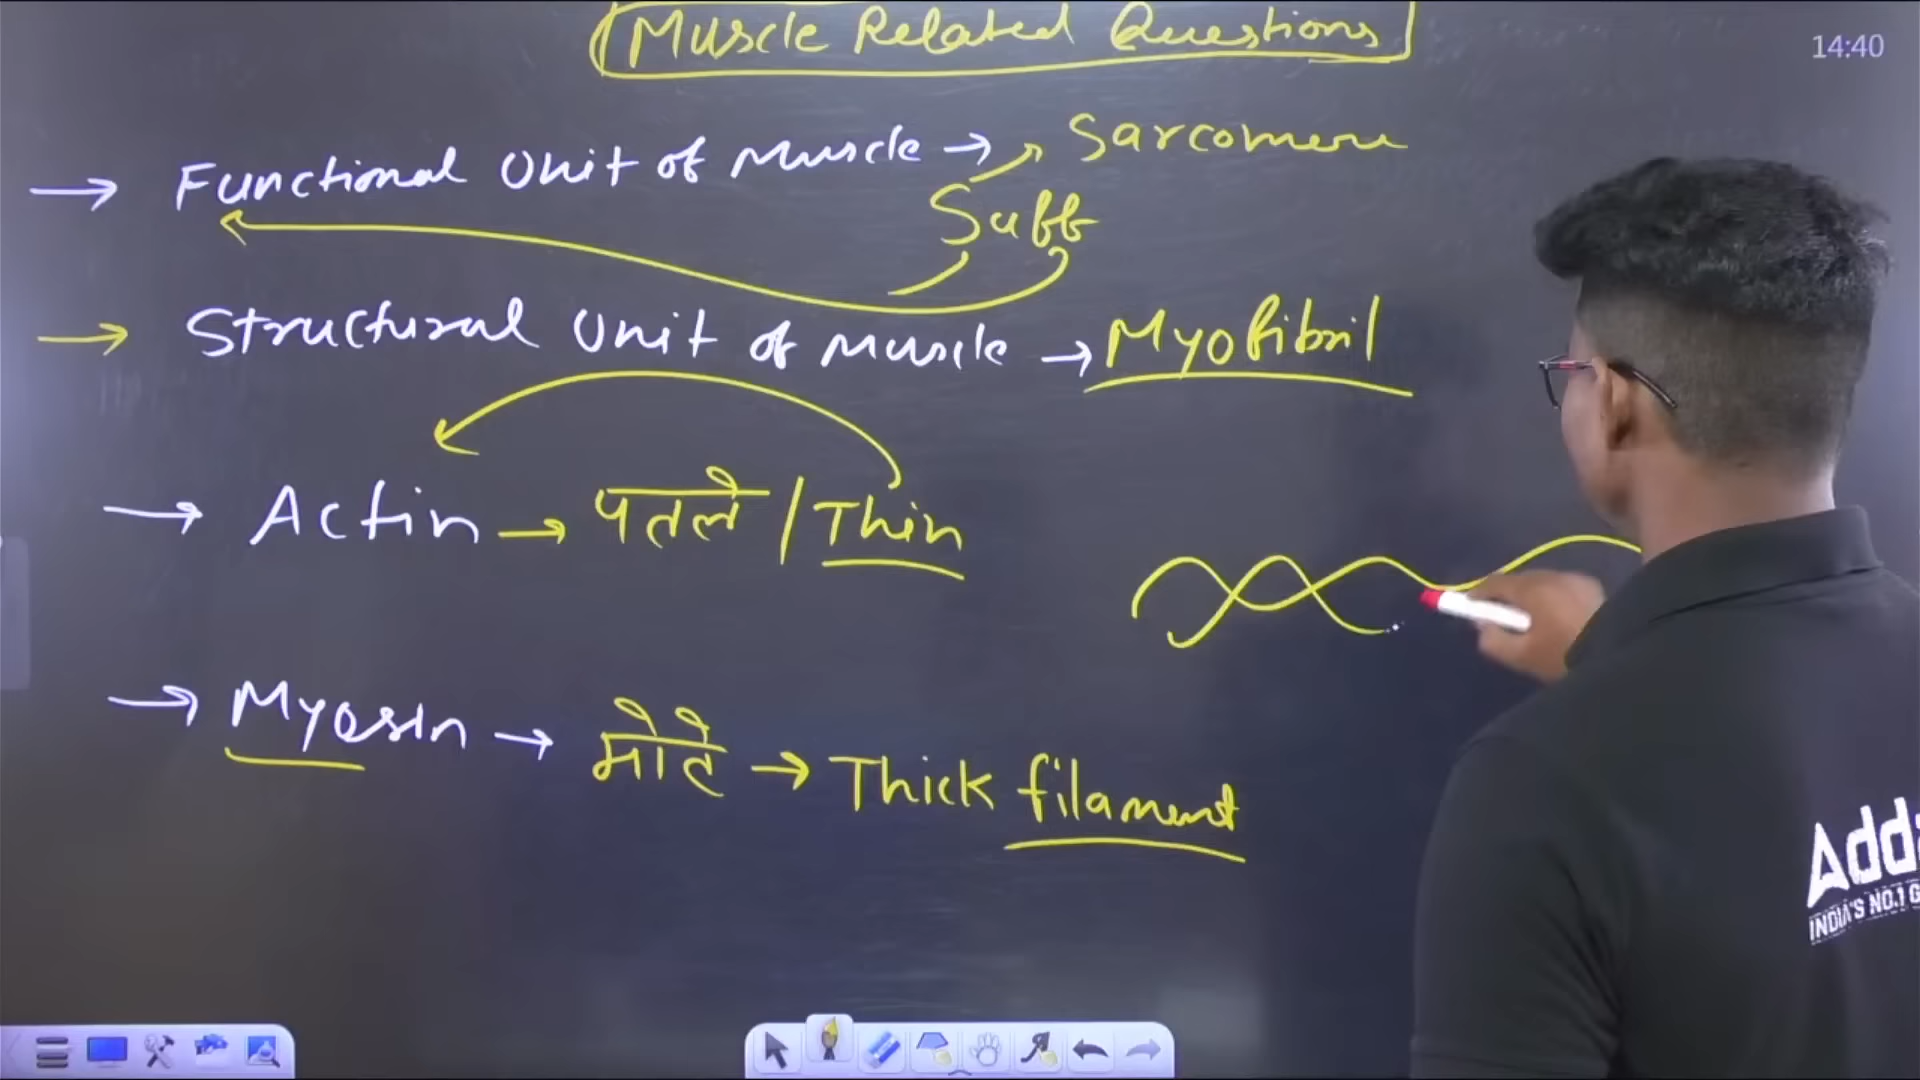 Muscle Related Questions
14:40
→ Functional Unit of Muscle → Sarcomere
Suff
→ Structural Unit of Muscle → Myofibril
→ Actin → पतले / Thin
→ Myosin → मोटे → Thick filament
Adda
INDIA'S NO.1 G